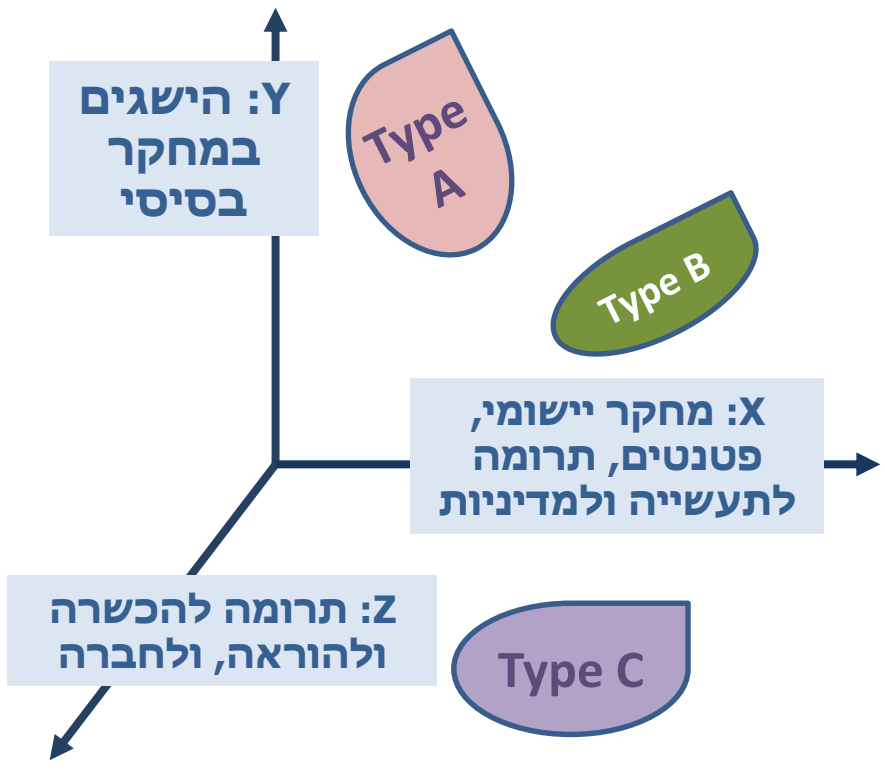 Y: הישגים
במחקר
בסיסי
Type
A
Type B
X: מחקר יישומי,
פטנטים, תרומה
לתעשייה ולמדיניות
Z: תרומה להכשרה
ולהוראה, ולחברה
Type C